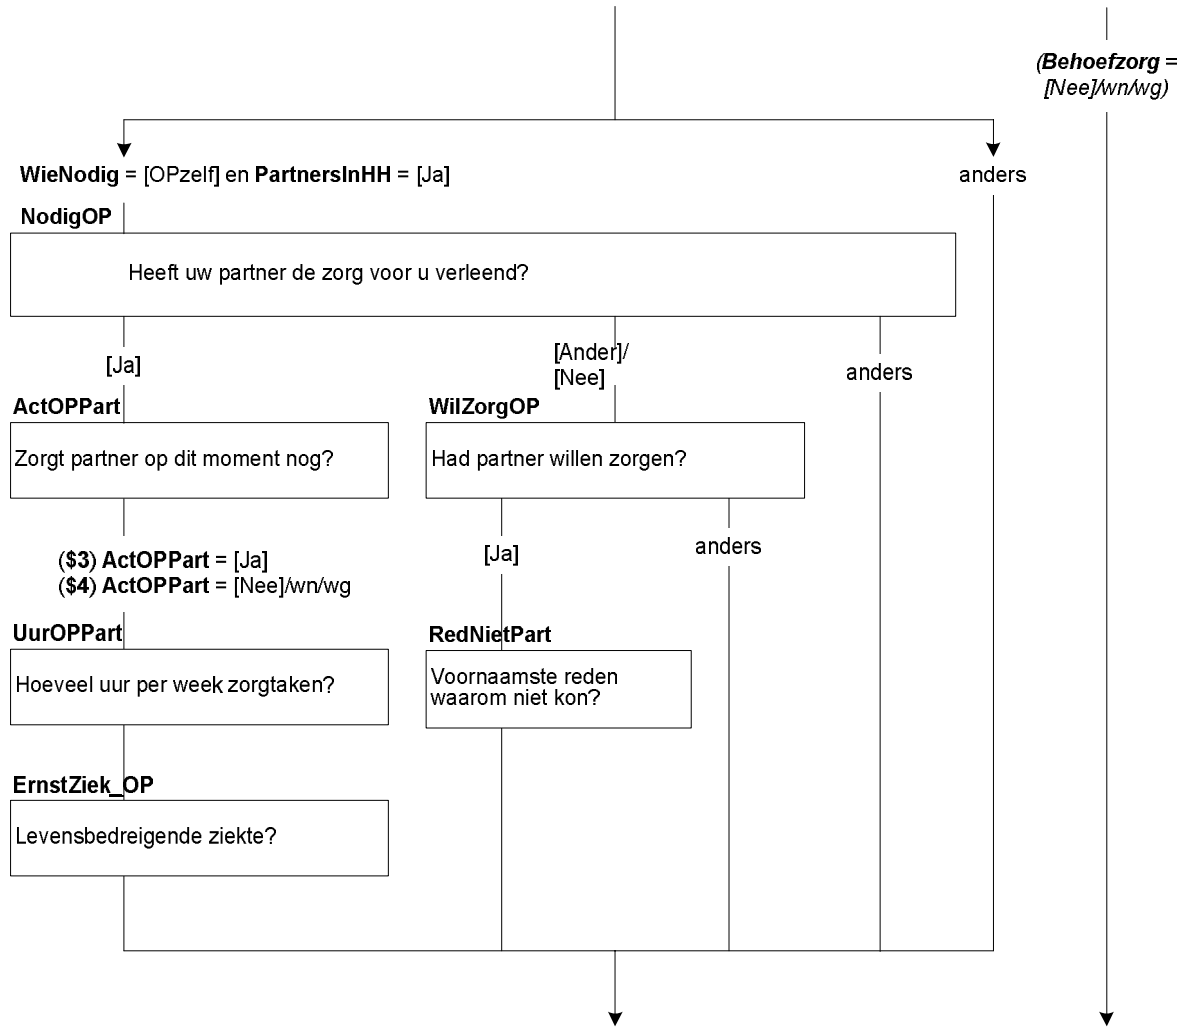 (Behoefzorg =
[Nee]/wn/wg)
WieNodig = [OPzelf] en PartnersInHH = [Ja]
anders
NodigOP
Heeft uw partner de zorg voor u verleend?
[Ja]
[Ander]/
[Nee]
anders
ActOPPart
WilZorgOP
Zorgt partner op dit moment nog?
Had partner willen zorgen?
($3) ActOPPart = [Ja]
($4) ActOPPart = [Nee]/wn/wg
[Ja]
anders
UurOPPart
RedNietPart
Hoeveel uur per week zorgtaken?
Voornaamste reden
waarom niet kon?
ErnstZiek_OP
Levensbedreigende ziekte?